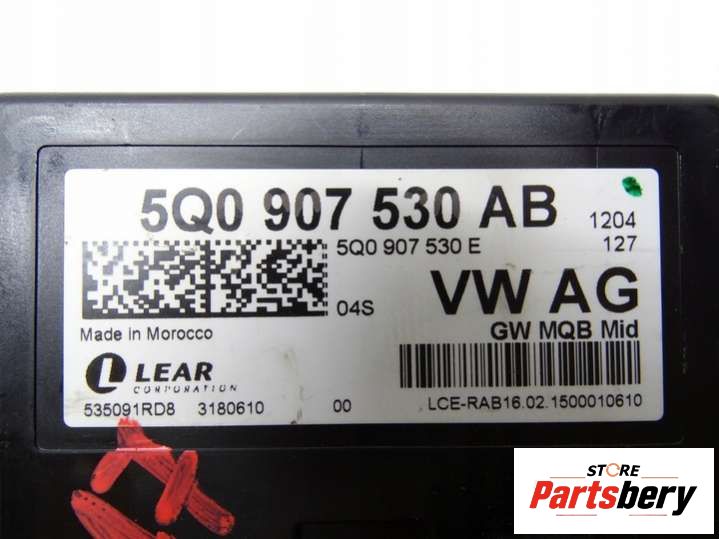 5Q0 907 530 AB
1204
5Q0 907 530 E
127
04S
VW AG
Made in Morocco
GW MQB Mid
LEAR
CORPORATION
535091RD8 3180610 00
LCE-RAB16.02.1500010610
STORE
Partsbery